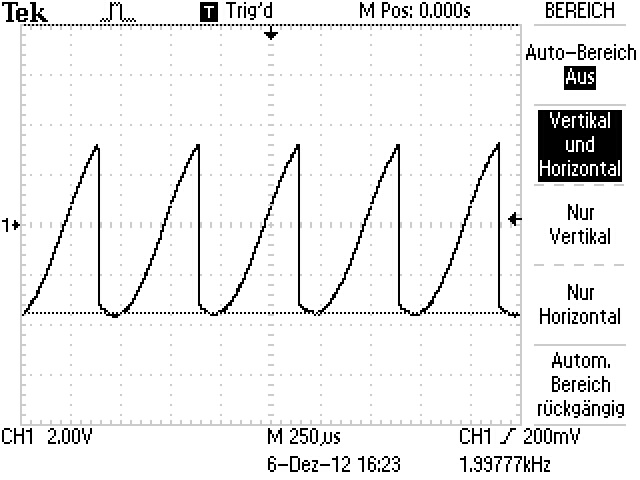 Tek T Trig'd M Pos: 0.000s BEREICH
Auto-Bereich
Aus
Vertikal
und
Horizontal
1
Nur
Vertikal
Nur
Horizontal
Autom.
Bereich
rückgängig
CH1 2.00V M 250µs CH1 200mV
6-Dez-12 16:23 1.99777kHz